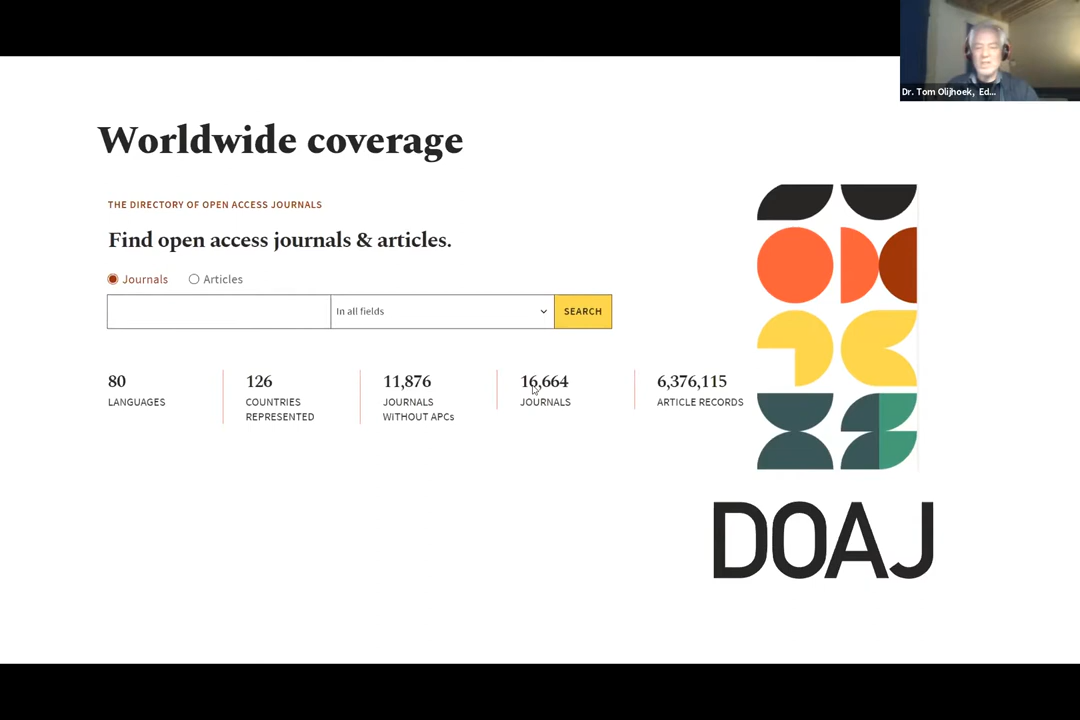 Dr. Tom Olijhoek, Ed...
Worldwide coverage
THE DIRECTORY OF OPEN ACCESS JOURNALS
Find open access journals & articles.
Journals Articles
In all fields SEARCH
80 126 11,876 16,664 6,376,115
LANGUAGES COUNTRIES JOURNALS JOURNALS ARTICLE RECORDS
REPRESENTED WITHOUT APCs
DOAJ